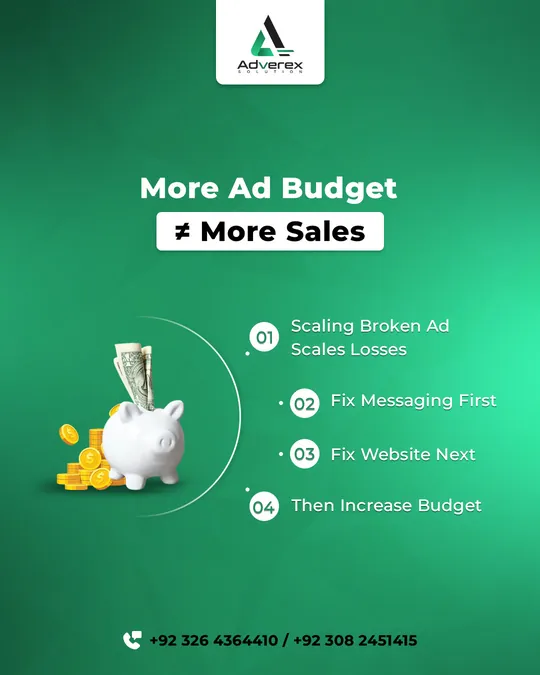 Adverex
SOLUTION
More Ad Budget
≠ More Sales
01
Scaling Broken Ad
Scales Losses
02
Fix Messaging First
03
Fix Website Next
04
Then Increase Budget
+92 326 4364410 / +92 308 2451415